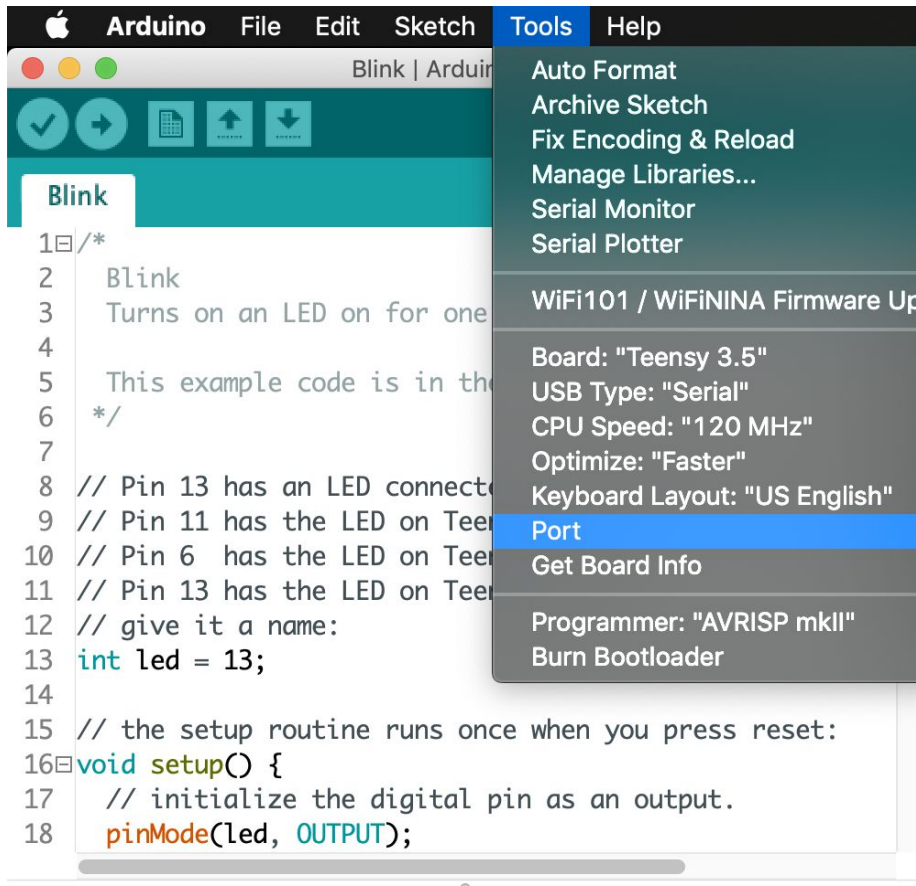 Arduino File Edit Sketch Tools Help
Blink | Arduin
Auto Format
Archive Sketch
Fix Encoding & Reload
Manage Libraries...
Serial Monitor
Serial Plotter
WiFi101 / WiFiNINA Firmware Up
Board: "Teensy 3.5"
USB Type: "Serial"
CPU Speed: "120 MHz"
Optimize: "Faster"
Keyboard Layout: "US English"
Port
Get Board Info
Programmer: "AVRISP mkII"
Burn Bootloader
Blink
1 /*
2 Blink
3 Turns on an LED on for one
4
5 This example code is in the
6 */
7
8 // Pin 13 has an LED connecte
9 // Pin 11 has the LED on Teen
10 // Pin 6  has the LED on Teen
11 // Pin 13 has the LED on Teen
12 // give it a name:
13 int led = 13;
14
15 // the setup routine runs once when you press reset:
16 void setup() {
17 // initialize the digital pin as an output.
18 pinMode(led, OUTPUT);